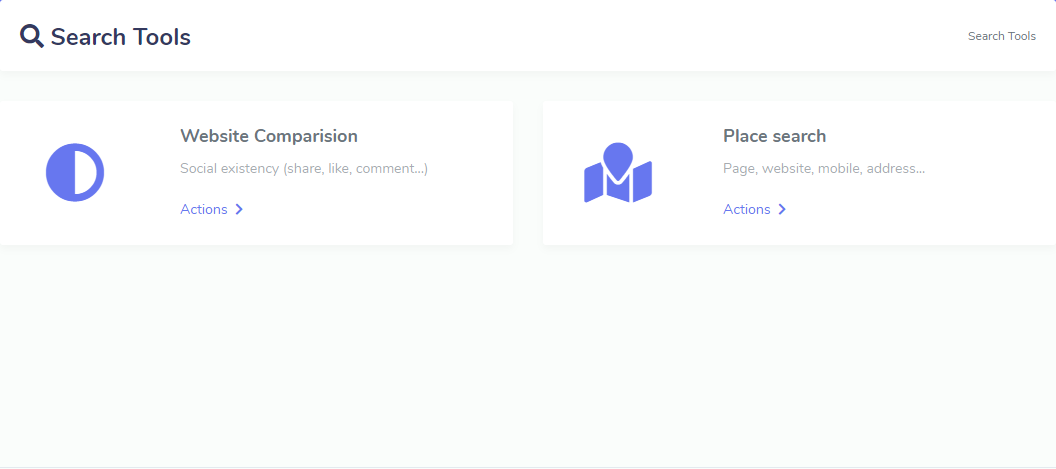 Search Tools
Search Tools
Website Comparision
Social existency (share, like, comment...)
Actions
Place search
Page, website, mobile, address...
Actions